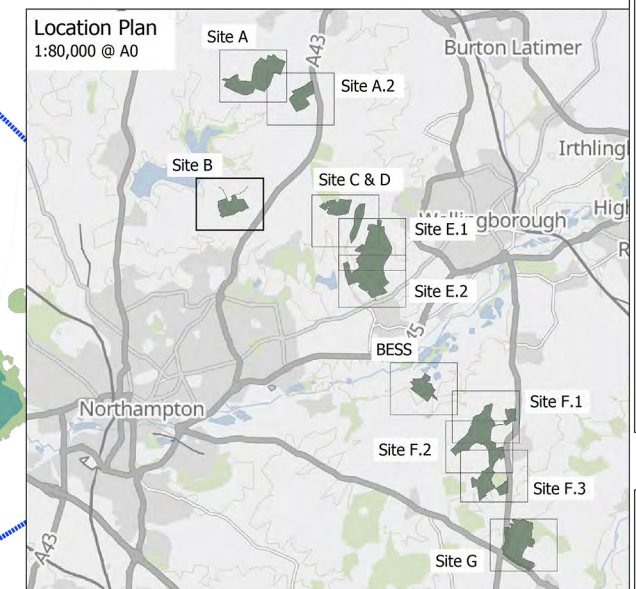 Location Plan
1:80,000 @ A0
Site A
A43
Burton Latimer
Site A.2
Irthling
Site B
Site C & D
Wellingborough
High
Site E.1
R
Site E.2
45
BESS
Site F.1
Northampton
Site F.2
Site F.3
A43
Site G